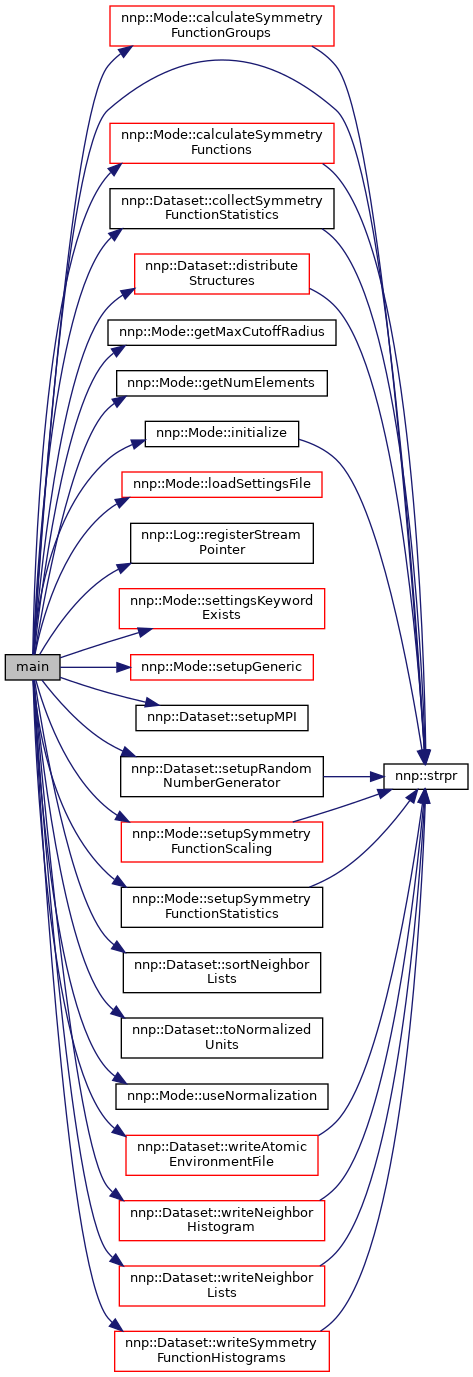 nnp::Mode::calculateSymmetry
FunctionGroups
nnp::Mode::calculateSymmetry
Functions
nnp::Dataset::collectSymmetry
FunctionStatistics
nnp::Dataset::distribute
Structures
nnp::Mode::getMaxCutoffRadius
nnp::Mode::getNumElements
nnp::Mode::initialize
nnp::Mode::loadSettingsFile
nnp::Log::registerStream
Pointer
nnp::Mode::settingsKeyword
Exists
main
nnp::Mode::setupGeneric
nnp::Dataset::setupMPI
nnp::Dataset::setupRandom
NumberGenerator
nnp::strpr
nnp::Mode::setupSymmetry
FunctionScaling
nnp::Mode::setupSymmetry
FunctionStatistics
nnp::Dataset::sortNeighbor
Lists
nnp::Dataset::toNormalized
Units
nnp::Mode::useNormalization
nnp::Dataset::writeAtomic
EnvironmentFile
nnp::Dataset::writeNeighbor
Histogram
nnp::Dataset::writeNeighbor
Lists
nnp::Dataset::writeSymmetry
FunctionHistograms